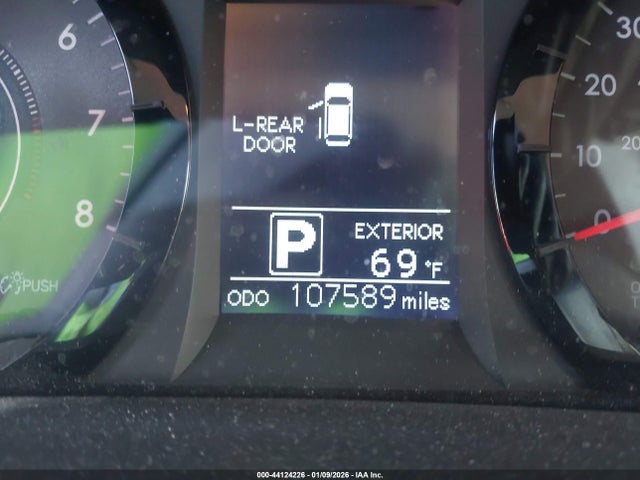 6
7
8
PUSH
L-REAR
DOOR
P
EXTERIOR
69 °F
ODO 107589 miles
30
20
10
20
0
000-44124226 - 01/09/2026 - IAA Inc.